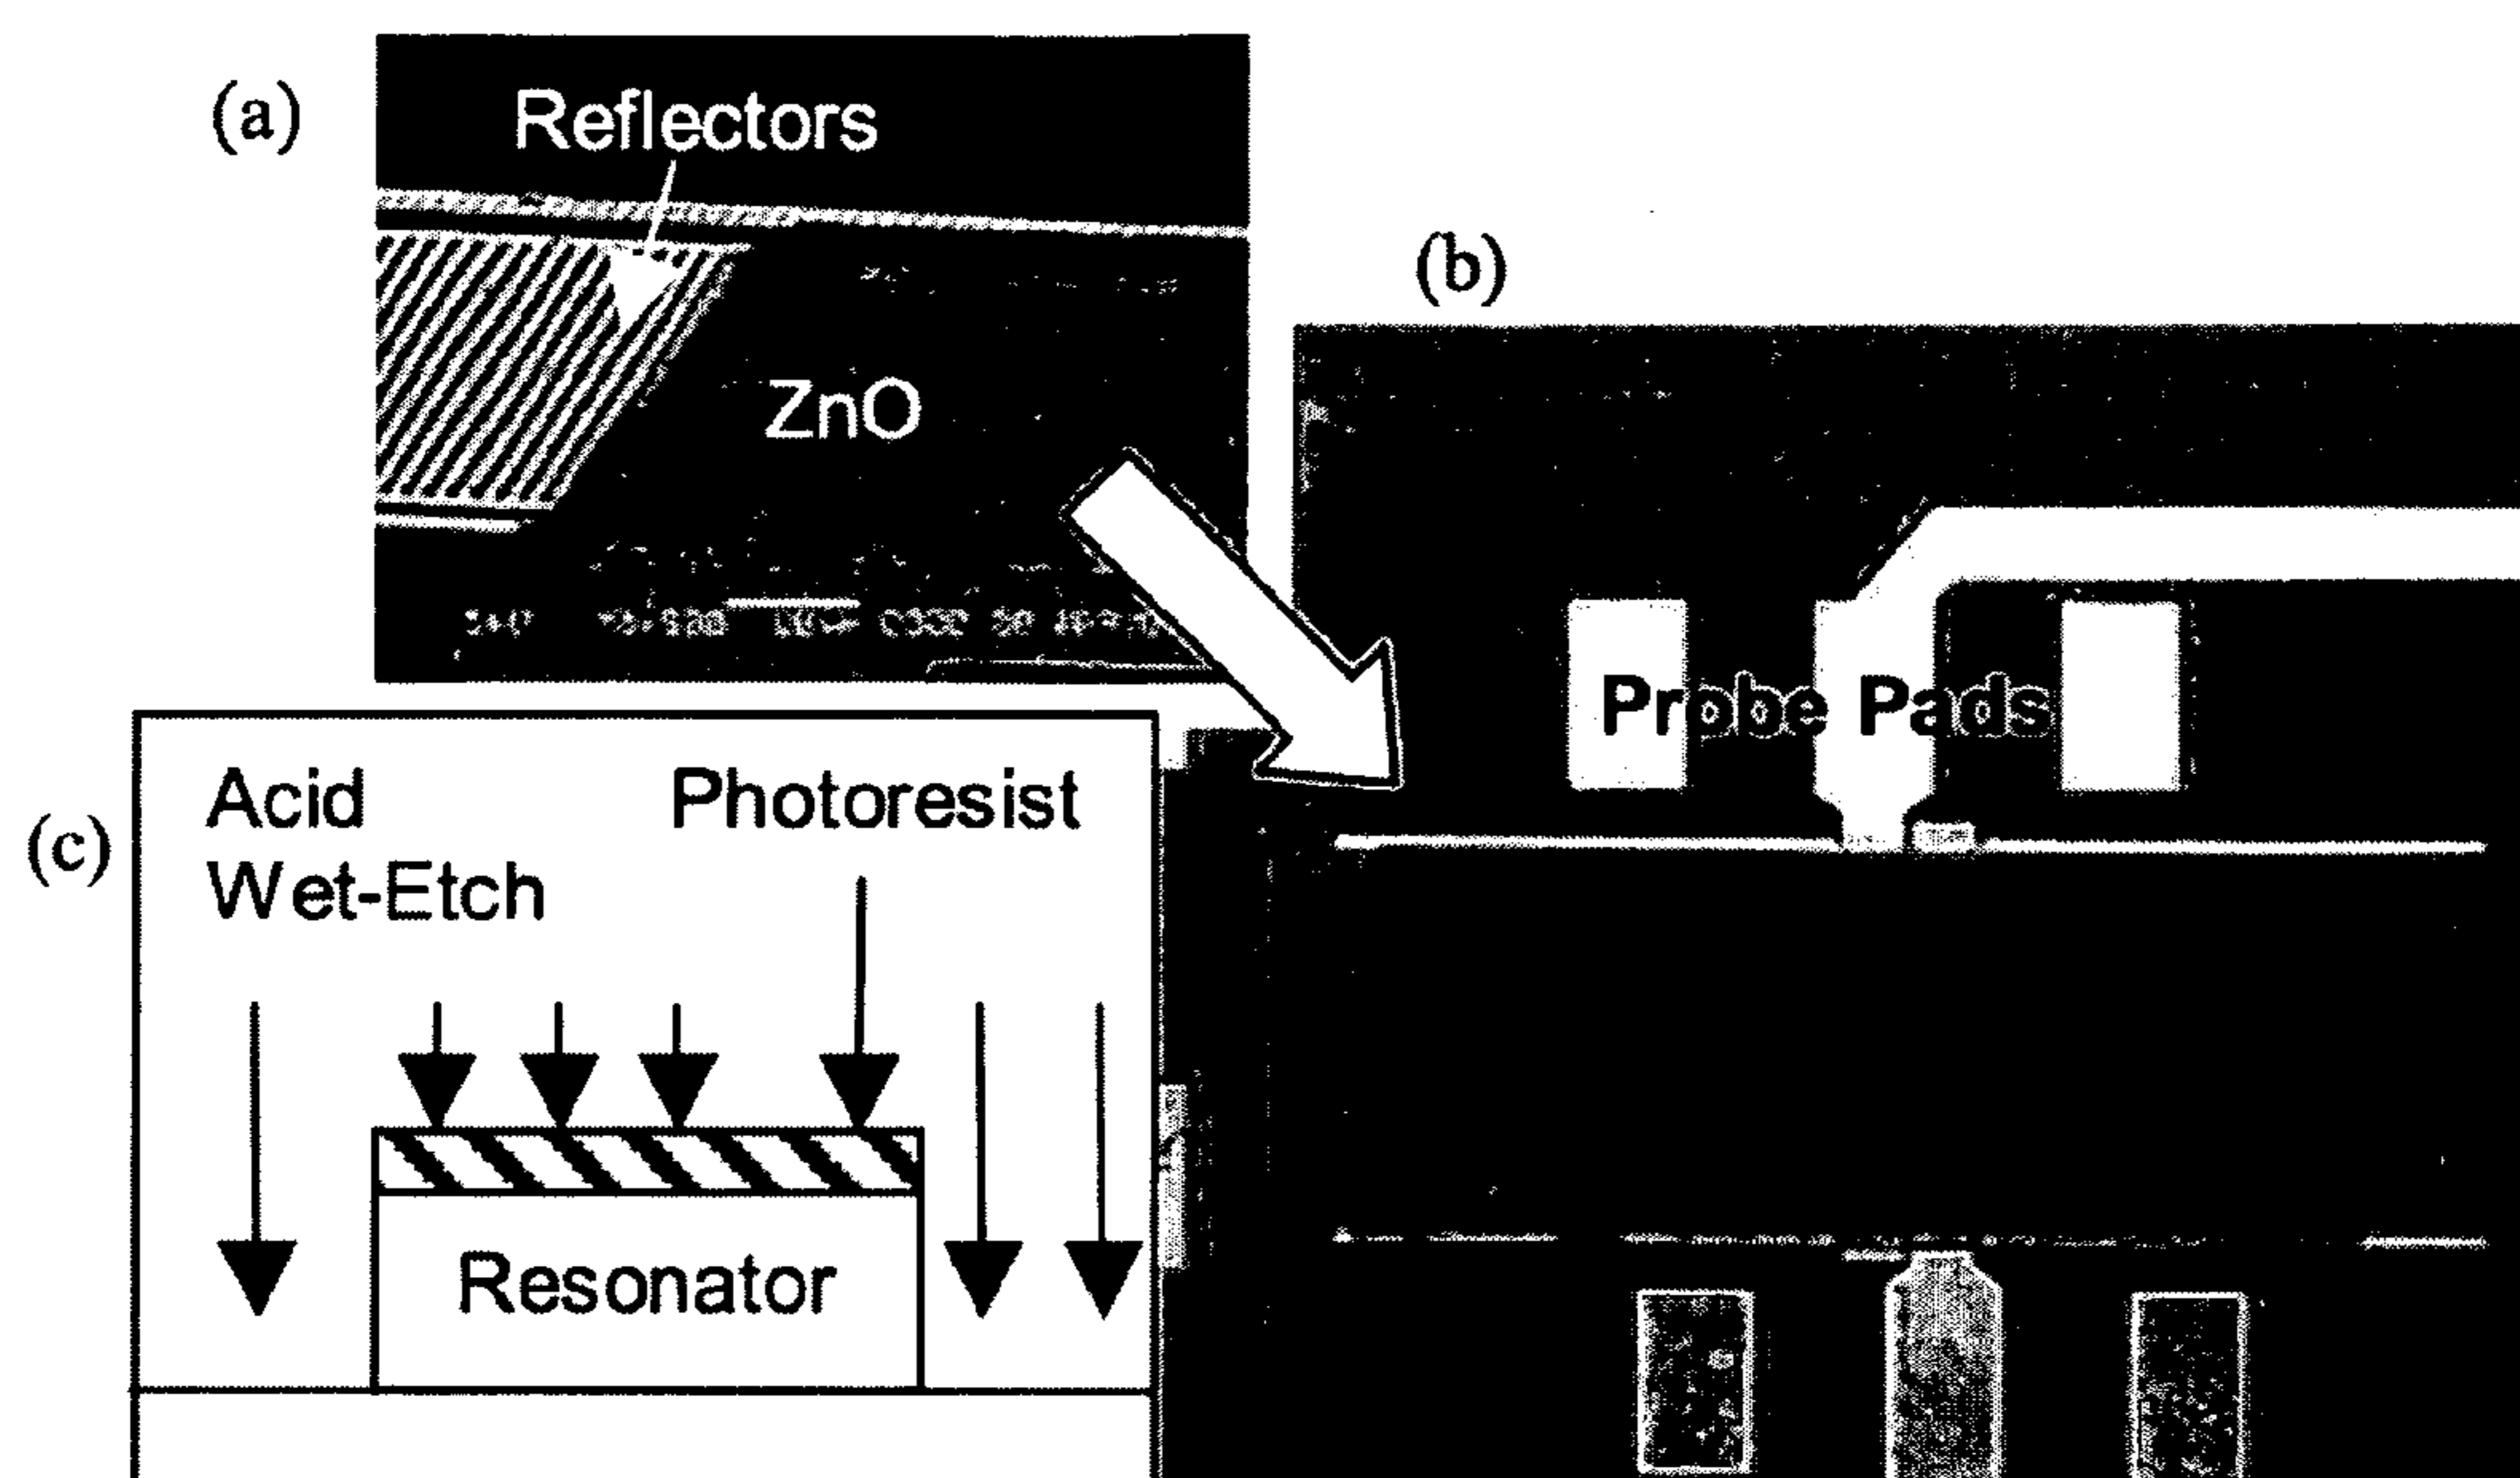 (a)
Reflectors
ZnO
(b)
Probe Pads
(c)
Acid
Wet-Etch
Photoresist
Resonator